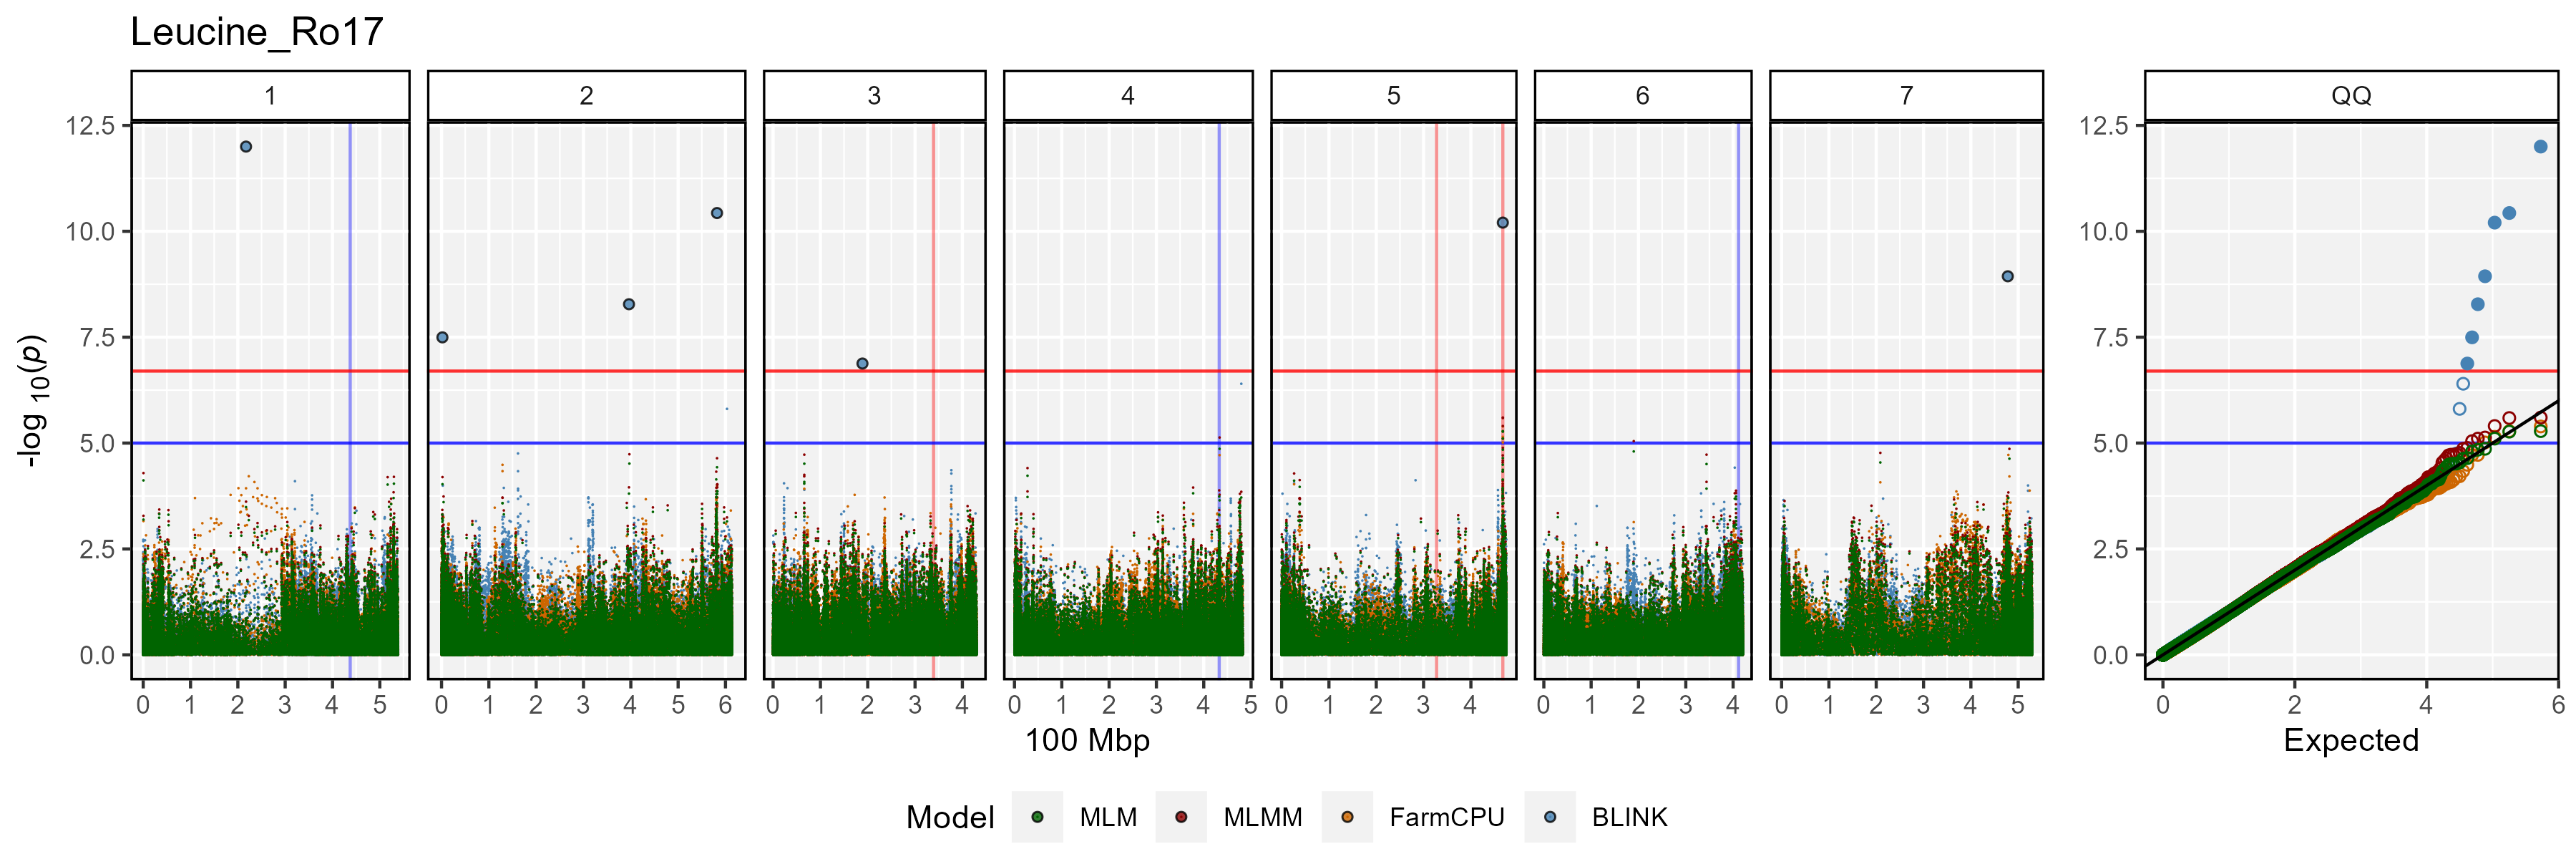 Leucine_Ro17
1 2 3 4 5 6 7 QQ
12.5 12.5
10.0 10.0
7.5 7.5
5.0 5.0
2.5 2.5
0.0 0.0
-log 10(p)
0 1 2 3 4 5 0 1 2 3 4 5 6 0 1 2 3 4 0 1 2 3 4 5 0 1 2 3 4 0 1 2 3 4 0 1 2 3 4 5 0 2 4 6
100 Mbp Expected
Model MLM MLMM FarmCPU BLINK